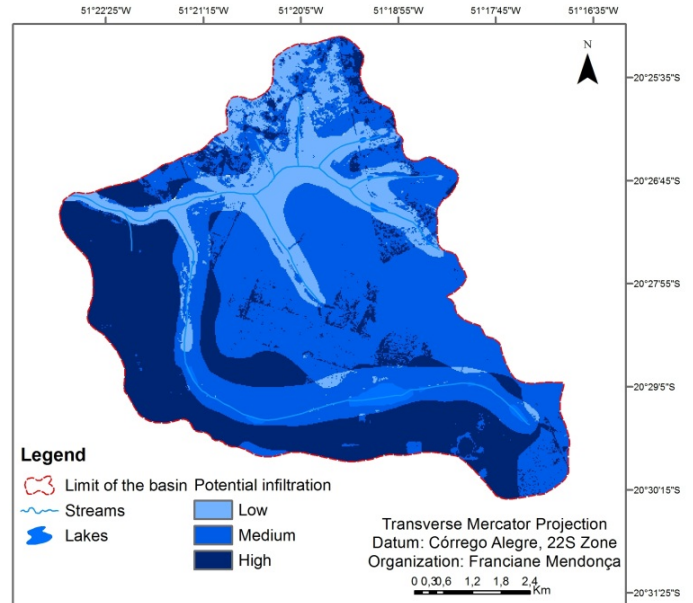 51°22'25"W 51°21'15"W 51°20'5"W 51°18'55"W 51°17'45"W 51°16'35"W
N
20°25'35"S
20°26'45"S
20°27'55"S
20°29'5"S
20°30'15"S
20°31'25"S
Legend
Limit of the basin
Streams
Lakes
Potential infiltration
Low
Medium
High
Transverse Mercator Projection
Datum: Córrego Alegre, 22S Zone
Organization: Franciane Mendonça
0 0,3 0,6 1,2 1,8 2,4
Km